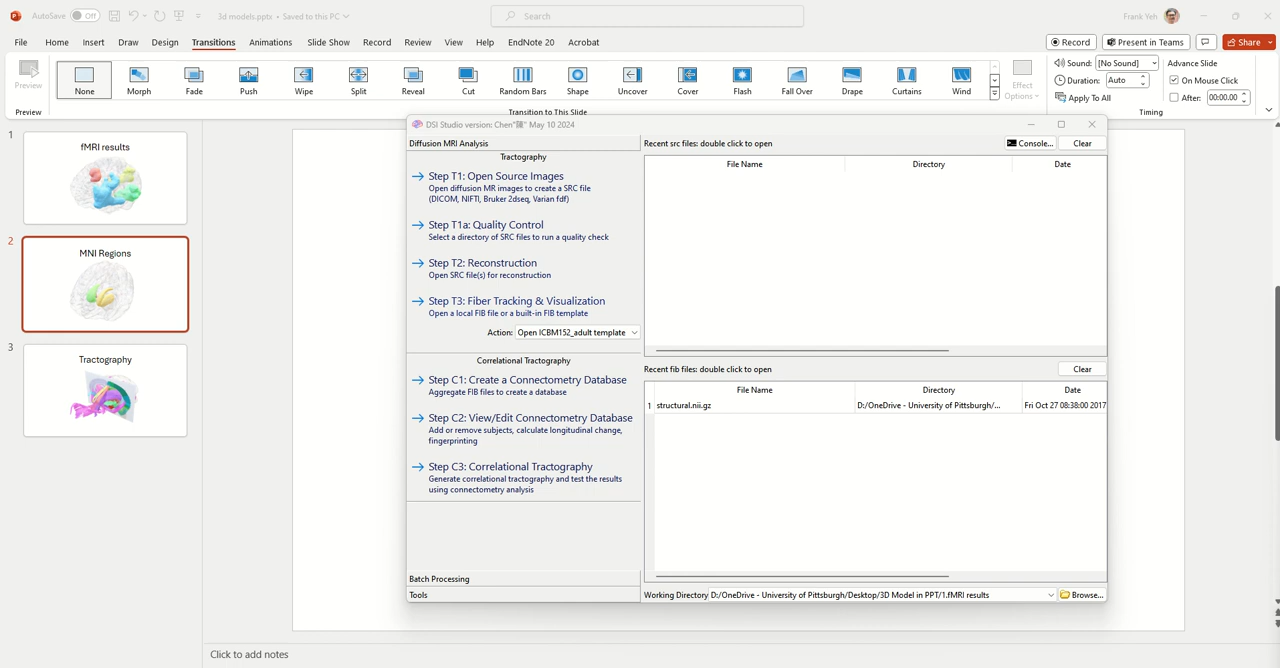 AutoSave Off 3d models.pptx • Saved to this PC Search Frank Yeh
File Home Insert Draw Design Transitions Animations Slide Show Record Review View Help EndNote 20 Acrobat Record Present in Teams Share
Preview
None Morph Fade Push Wipe Split Reveal Cut Random Bars Shape Uncover Cover Flash Fall Over Drape Curtains Wind
Effect
Options
Sound: [No Sound]
Duration: Auto
Apply To All
Advance Slide
On Mouse Click
After: 00:00.00
Preview Transition to This Slide Timing
1
fMRI results
2
MNI Regions
3
Tractography
DSI Studio version: Chen"陳" May 10 2024
Diffusion MRI Analysis
Tractography
Step T1: Open Source Images
Open diffusion MR images to create a SRC file
(DICOM, NIFTI, Bruker 2dseq, Varian fdf)
Step T1a: Quality Control
Select a directory of SRC files to run a quality check
Step T2: Reconstruction
Open SRC file(s) for reconstruction
Step T3: Fiber Tracking & Visualization
Open a local FIB file or a built-in FIB template
Action: Open ICBM152_adult template
Correlational Tractography
Step C1: Create a Connectometry Database
Aggregate FIB files to create a database
Step C2: View/Edit Connectometry Database
Add or remove subjects, calculate longitudinal change,
fingerprinting
Step C3: Correlational Tractography
Generate correlational tractography and test the results
using connectometry analysis
Batch Processing
Tools
Recent src files: double click to open Console... Clear
File Name Directory Date
Recent fib files: double click to open Clear
File Name Directory Date
1 structural.nii.gz D:/OneDrive - University of Pittsburgh/... Fri Oct 27 08:38:00 2017
Working Directory D:/OneDrive - University of Pittsburgh/Desktop/3D Model in PPT/1.fMRI results Browse...
Click to add notes